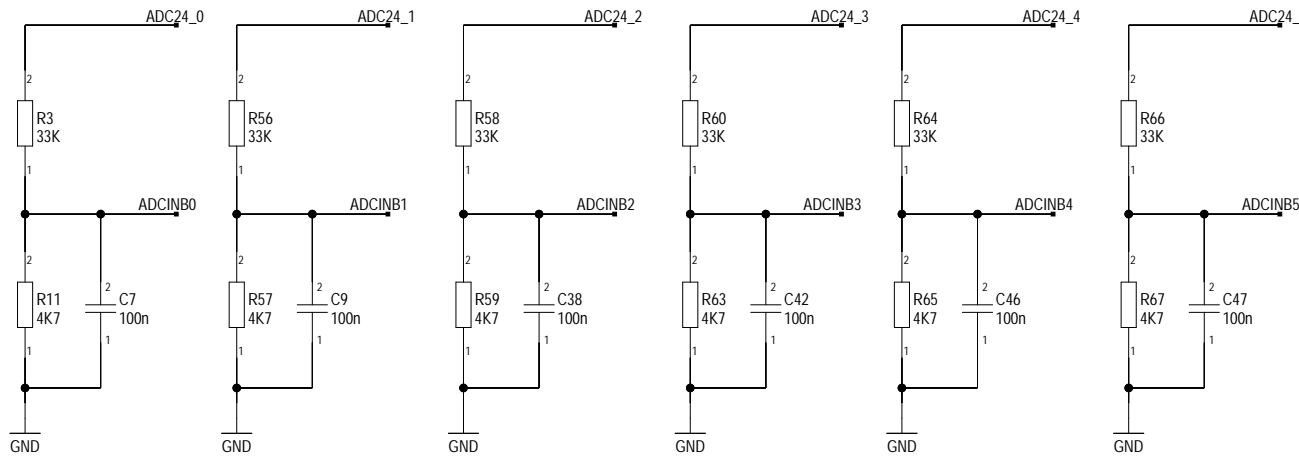 ADC24_0 ADC24_1 ADC24_2 ADC24_3 ADC24_4 ADC24_
2 2 2 2 2 2
R3 R56 R58 R60 R64 R66
33K 33K 33K 33K 33K 33K
1 1 1 1 1 1
ADCINB0 ADCINB1 ADCINB2 ADCINB3 ADCINB4 ADCINB5
2 2 2 2 2 2
2 2 2 2 2 2
R11 C7 R57 C9 R59 C38 R63 C42 R65 C46 R67 C47
4K7 100n 4K7 100n 4K7 100n 4K7 100n 4K7 100n 4K7 100n
1 1 1 1 1 1 1 1 1 1 1 1
GND GND GND GND GND GND